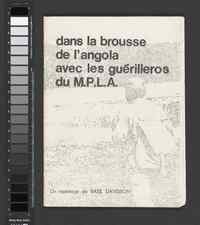 dans la brousse
de l'angola
avec les guérilleros
du M.P.L.A.
Un reportage de BASIL DAVIDSON